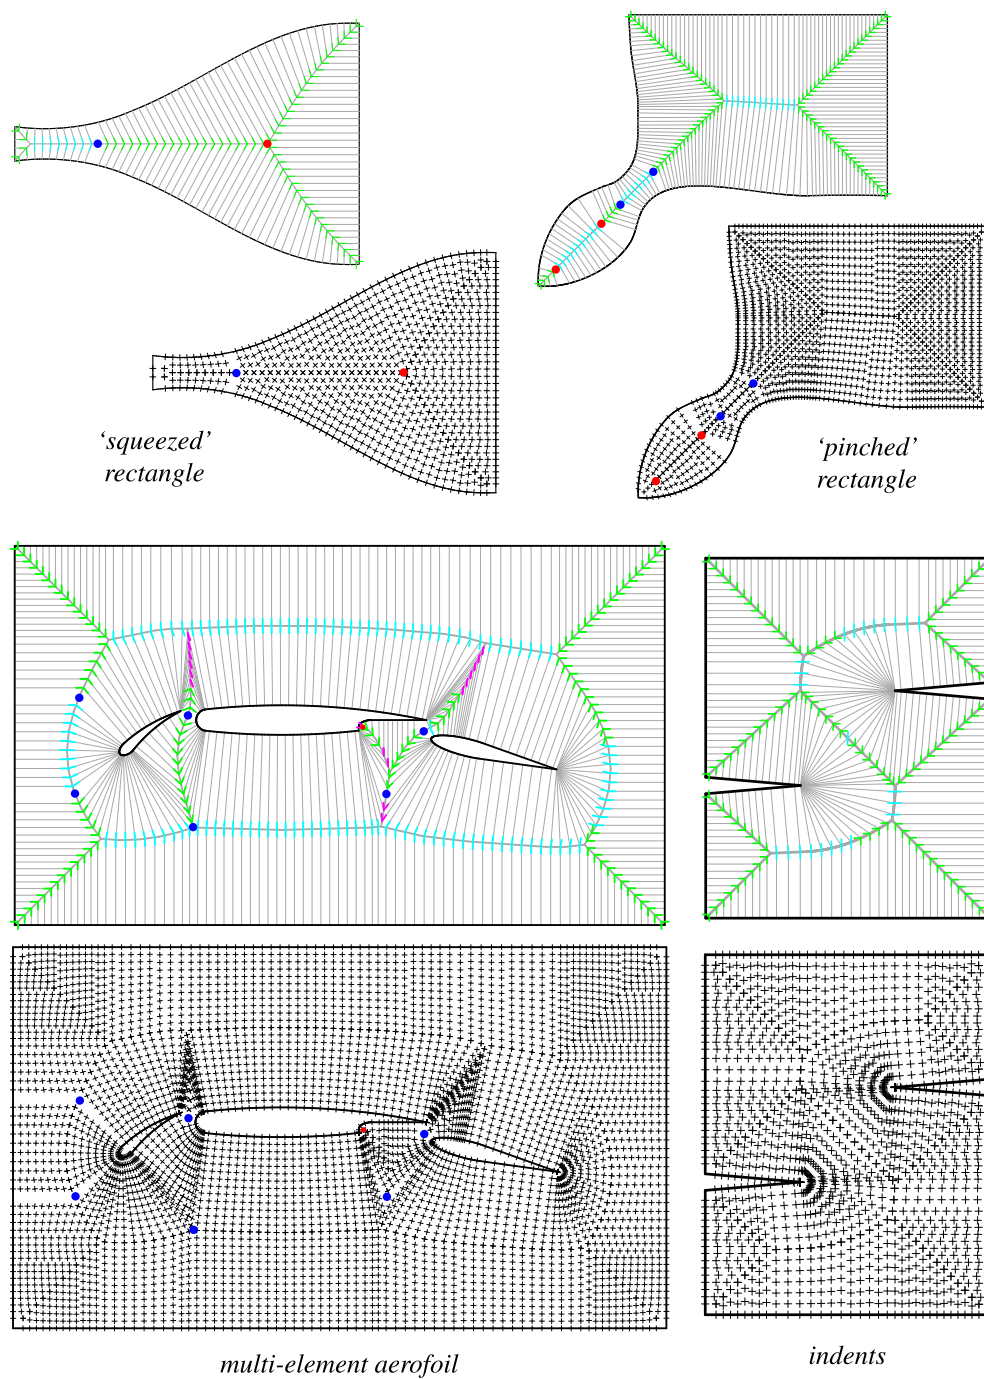 ‘squeezed’
rectangle
‘pinched’
rectangle
multi-element aerofoil
indents